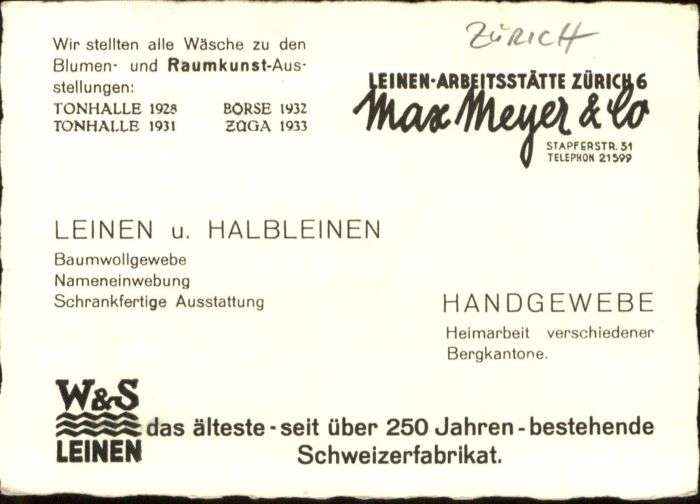 Wir stellten alle Wäsche zu den
Blumen- und Raumkunst-Aus-
stellungen:
TONHALLE 1928 BÖRSE 1932
TONHALLE 1931 ZÜGA 1933
ZÜRICH
LEINEN-ARBEITSSTÄTTE ZÜRICH 6
Max Meyer & Co
STAPFERSTR. 31
TELEPHON 21599
LEINEN u. HALBLEINEN
Baumwollgewebe
Nameneinwebung
Schrankfertige Ausstattung
HANDGEWEBE
Heimarbeit verschiedener
Bergkantone.
W&S
LEINEN
das älteste - seit über 250 Jahren - bestehende
Schweizerfabrikat.